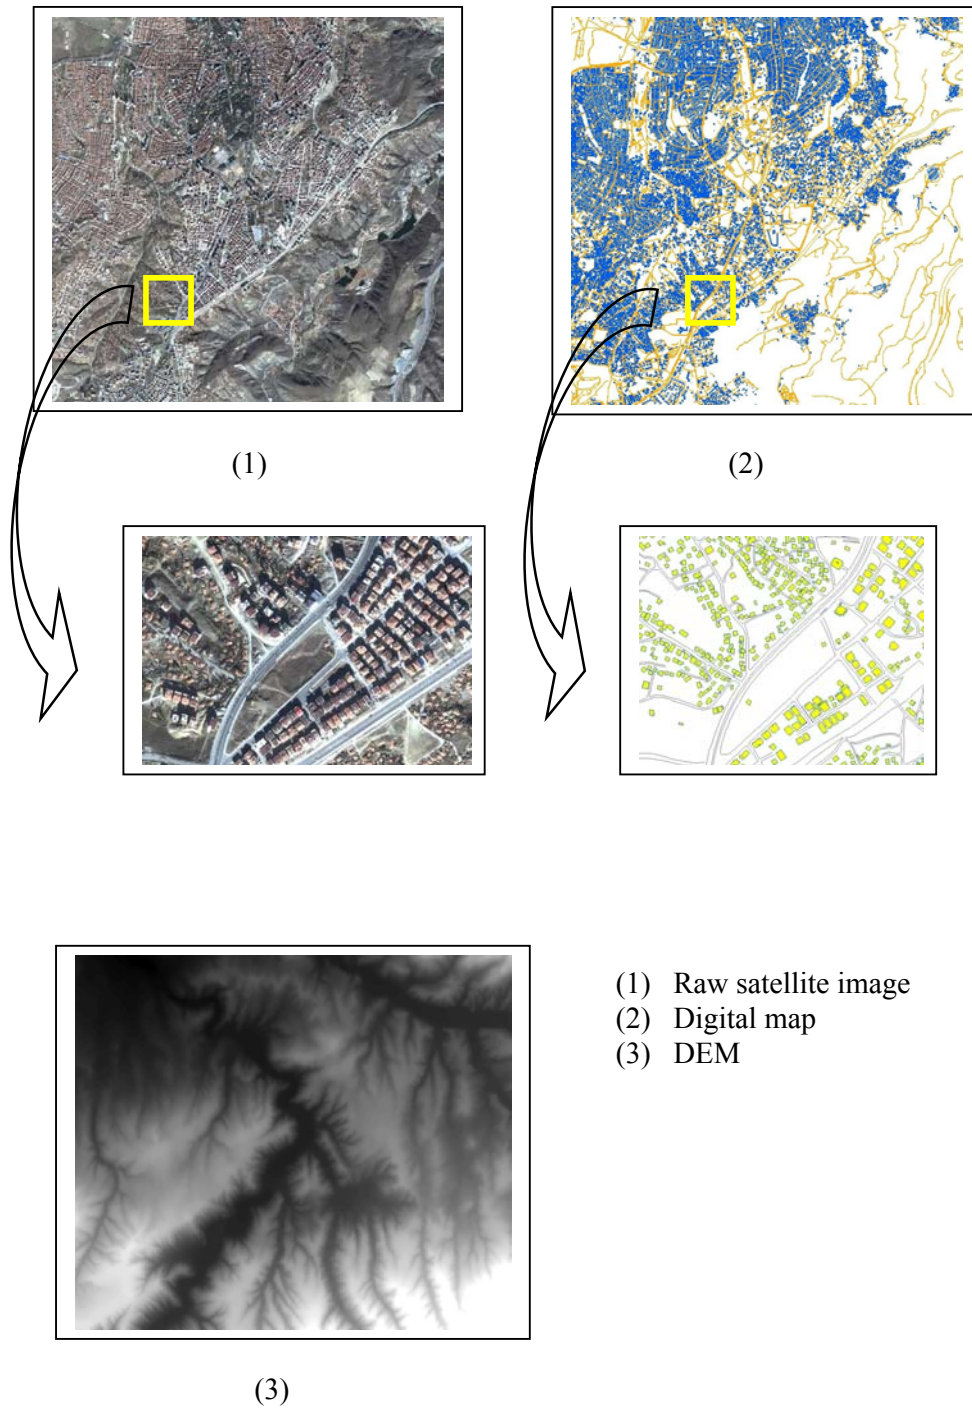 (1)
(2)
(1) Raw satellite image
(2) Digital map
(3) DEM
(3)